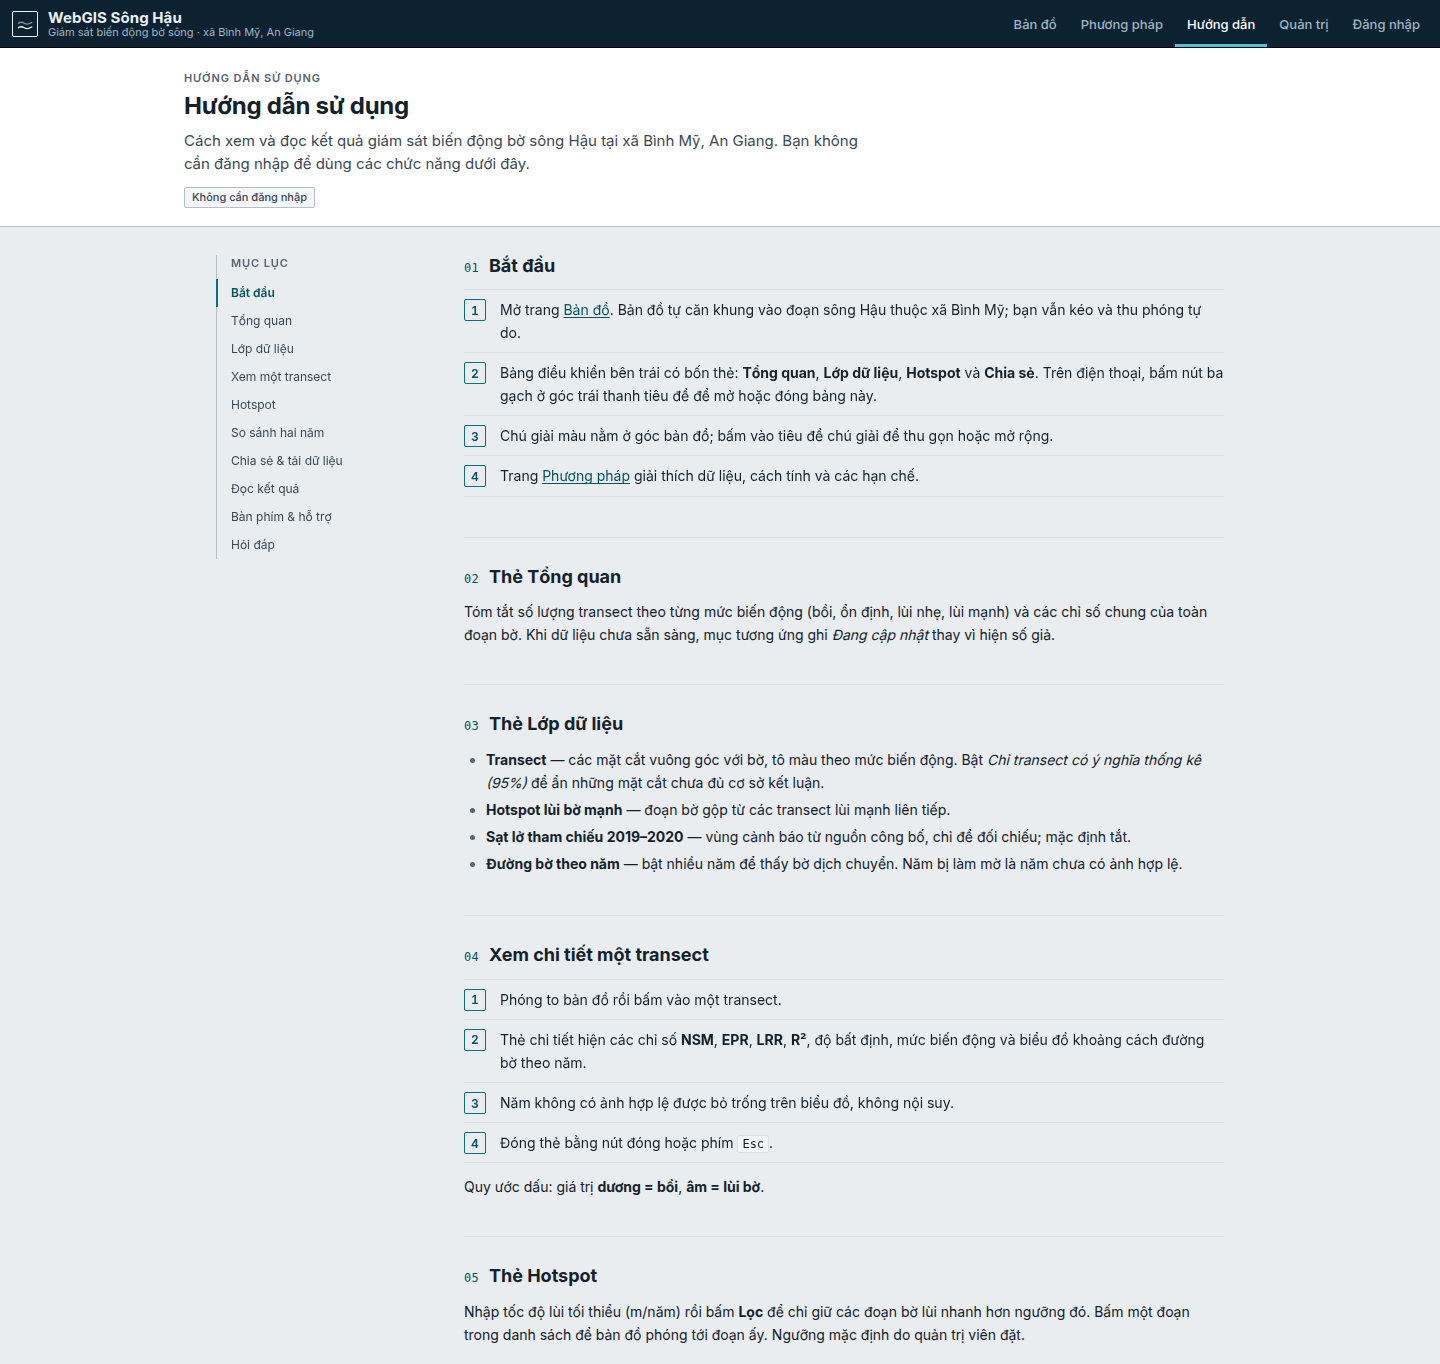 WebGIS Sông Hậu
Giám sát biến động bờ sông · xã Bình Mỹ, An Giang
Bản đồ
Phương pháp
Hướng dẫn
Quản trị
Đăng nhập
HƯỚNG DẪN SỬ DỤNG
Hướng dẫn sử dụng
Cách xem và đọc kết quả giám sát biến động bờ sông Hậu tại xã Bình Mỹ, An Giang. Bạn không
cần đăng nhập để dùng các chức năng dưới đây.
Không cần đăng nhập
MỤC LỤC
Bắt đầu
Tổng quan
Lớp dữ liệu
Xem một transect
Hotspot
So sánh hai năm
Chia sẻ & tải dữ liệu
Đọc kết quả
Bàn phím & hỗ trợ
Hỏi đáp
01 Bắt đầu
1 Mở trang Bản đồ. Bản đồ tự căn khung vào đoạn sông Hậu thuộc xã Bình Mỹ; bạn vẫn kéo và thu phóng tự
do.
2 Bảng điều khiển bên trái có bốn thẻ: Tổng quan, Lớp dữ liệu, Hotspot và Chia sẻ. Trên điện thoại, bấm nút ba
gạch ở góc trái thanh tiêu đề để mở hoặc đóng bảng này.
3 Chú giải màu nằm ở góc bản đồ; bấm vào tiêu đề chú giải để thu gọn hoặc mở rộng.
4 Trang Phương pháp giải thích dữ liệu, cách tính và các hạn chế.
02 Thẻ Tổng quan
Tóm tắt số lượng transect theo từng mức biến động (bồi, ổn định, lùi nhẹ, lùi mạnh) và các chỉ số chung của toàn
đoạn bờ. Khi dữ liệu chưa sẵn sàng, mục tương ứng ghi Đang cập nhật thay vì hiện số giả.
03 Thẻ Lớp dữ liệu
• Transect — các mặt cắt vuông góc với bờ, tô màu theo mức biến động. Bật Chỉ transect có ý nghĩa thống kê
(95%) để ẩn những mặt cắt chưa đủ cơ sở kết luận.
• Hotspot lùi bờ mạnh — đoạn bờ gộp từ các transect lùi mạnh liên tiếp.
• Sạt lở tham chiếu 2019–2020 — vùng cảnh báo từ nguồn công bố, chỉ để đối chiếu; mặc định tắt.
• Đường bờ theo năm — bật nhiều năm để thấy bờ dịch chuyển. Năm bị làm mờ là năm chưa có ảnh hợp lệ.
04 Xem chi tiết một transect
1 Phóng to bản đồ rồi bấm vào một transect.
2 Thẻ chi tiết hiện các chỉ số NSM, EPR, LRR, R², độ bất định, mức biến động và biểu đồ khoảng cách đường
bờ theo năm.
3 Năm không có ảnh hợp lệ được bỏ trống trên biểu đồ, không nội suy.
4 Đóng thẻ bằng nút đóng hoặc phím Esc.
Quy ước dấu: giá trị dương = bồi, âm = lùi bờ.
05 Thẻ Hotspot
Nhập tốc độ lùi tối thiểu (m/năm) rồi bấm Lọc để chỉ giữ các đoạn bờ lùi nhanh hơn ngưỡng đó. Bấm một đoạn
trong danh sách để bản đồ phóng tới đoạn ấy. Ngưỡng mặc định do quản trị viên đặt.